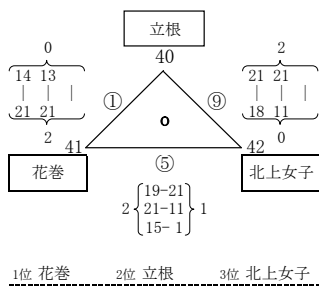 立根
0 40 2
14 13 21 21
| | | | | |
21 21 ① ⑨ 18 11
O
2 0
41 42
花巻 ⑤ 北上女子
19-21
2 21-11 1
15- 1
1位 花巻 2位 立根 3位 北上女子